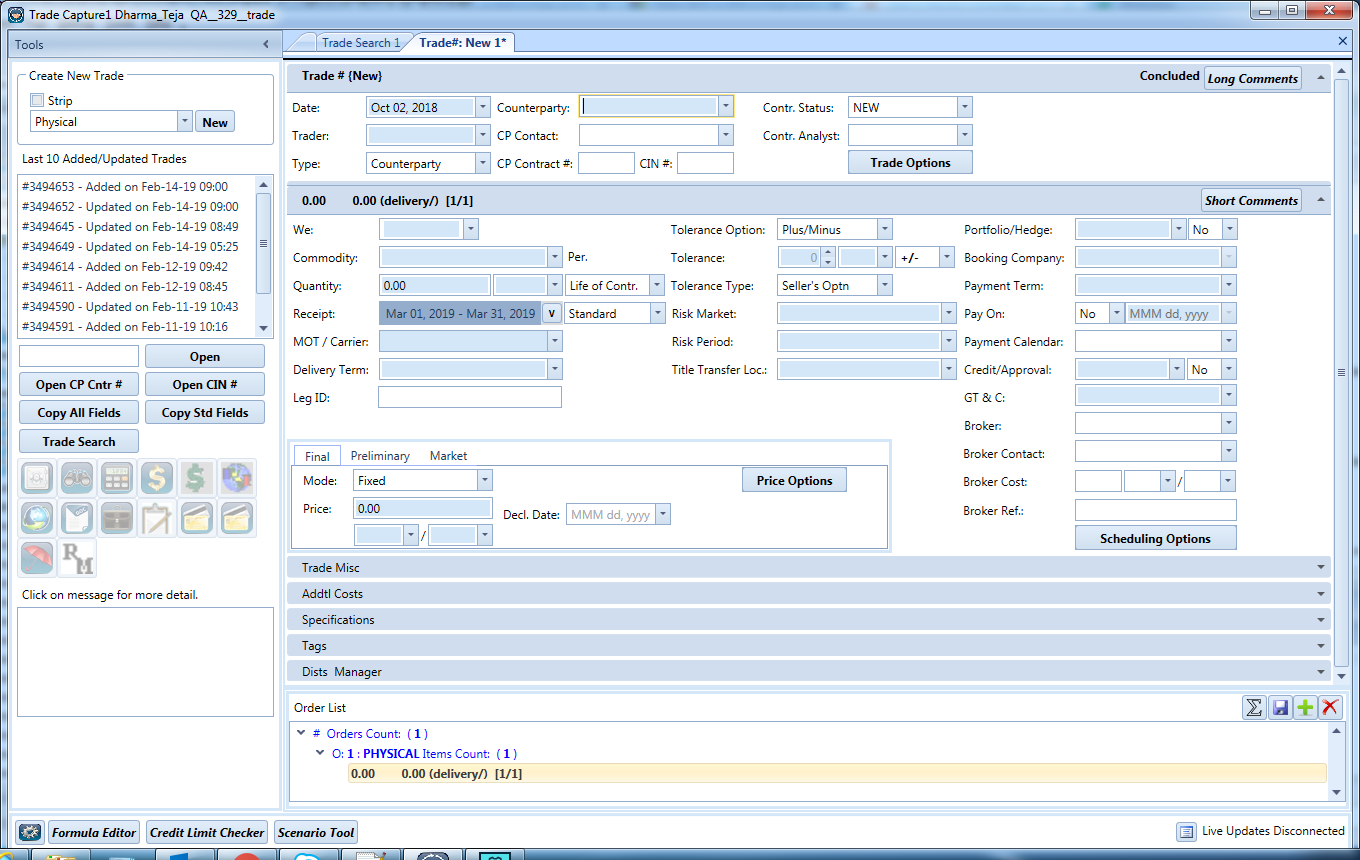 Trade Capture1 Dharma_Teja QA__329__trade
Tools
Trade Search 1
Trade#: New 1*
Create New Trade
Strip
Physical
New
Last 10 Added/Updated Trades
#3494653 - Added on Feb-14-19 09:00
#3494652 - Updated on Feb-14-19 09:00
#3494645 - Updated on Feb-14-19 08:49
#3494649 - Updated on Feb-14-19 05:25
#3494614 - Added on Feb-12-19 09:42
#3494611 - Added on Feb-12-19 08:45
#3494590 - Updated on Feb-11-19 10:43
#3494591 - Added on Feb-11-19 10:16
Open
Open CP Cntr # Open CIN #
Copy All Fields Copy Std Fields
Trade Search
RM
Click on message for more detail.
Trade # {New} Concluded Long Comments
Date: Oct 02, 2018 Counterparty: Contr. Status: NEW
Trader: CP Contact: Contr. Analyst:
Type: Counterparty CP Contract #: CIN #: Trade Options
0.00 0.00 (delivery/) [1/1] Short Comments
We: Tolerance Option: Plus/Minus Portfolio/Hedge: No
Commodity: Per. Tolerance: 0 +/- Booking Company:
Quantity: 0.00 Life of Contr. Tolerance Type: Seller's Optn Payment Term:
Receipt: Mar 01, 2019 - Mar 31, 2019 v Standard Risk Market: Pay On: No MMM dd, yyyy
MOT / Carrier: Risk Period: Payment Calendar:
Delivery Term: Title Transfer Loc.: Credit/Approval: No
Leg ID: GT & C:
Broker:
Broker Contact:
Broker Cost: /
Broker Ref.:
Scheduling Options
Final Preliminary Market
Mode: Fixed Price Options
Price: 0.00 Decl. Date: MMM dd, yyyy
/
Trade Misc
Addtl Costs
Specifications
Tags
Dists Manager
Order List
# Orders Count: ( 1 )
O: 1 : PHYSICAL Items Count: ( 1 )
0.00 0.00 (delivery/) [1/1]
Formula Editor Credit Limit Checker Scenario Tool Live Updates Disconnected